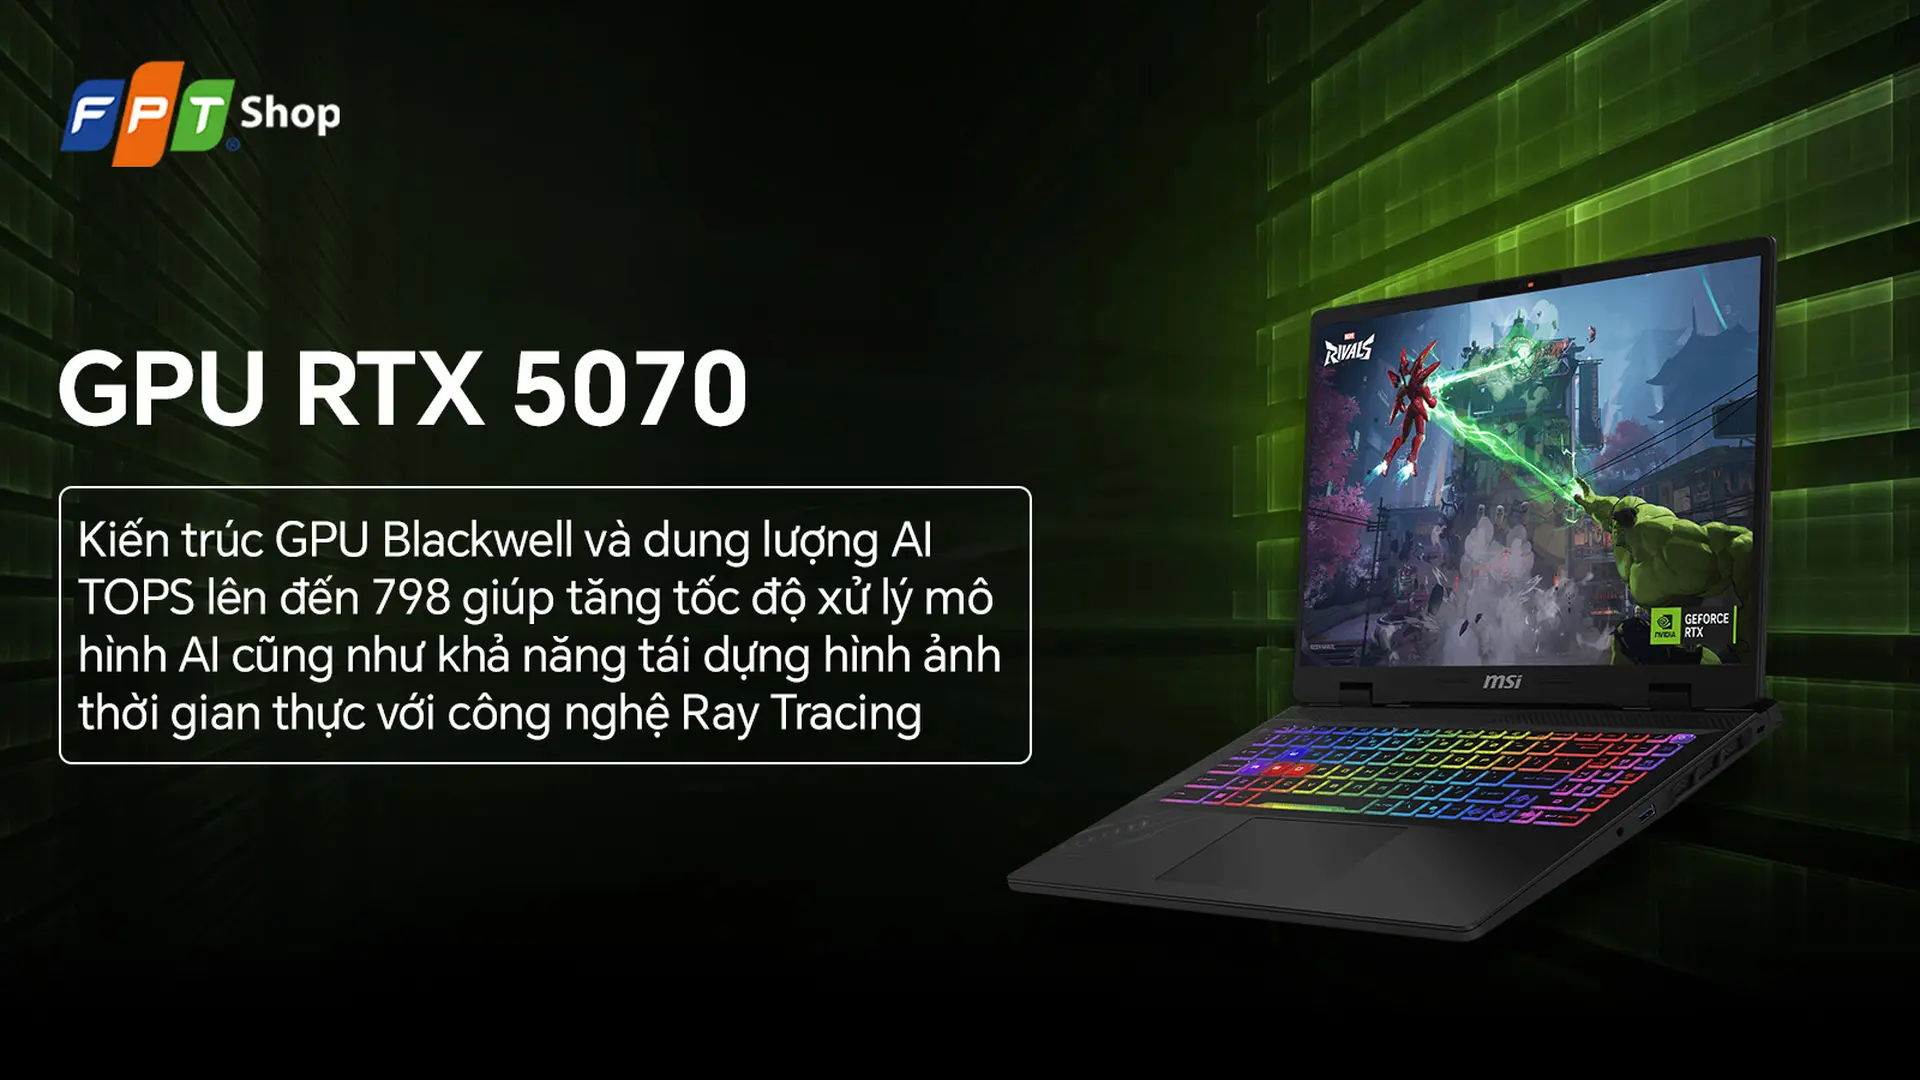 FPT Shop
GPU RTX 5070
Kiến trúc GPU Blackwell và dung lượng AI
TOPS lên đến 798 giúp tăng tốc độ xử lý mô
hình AI cũng như khả năng tái dựng hình ảnh
thời gian thực với công nghệ Ray Tracing
MARVEL
RIVALS
NVIDIA
GEFORCE
RTX
msi